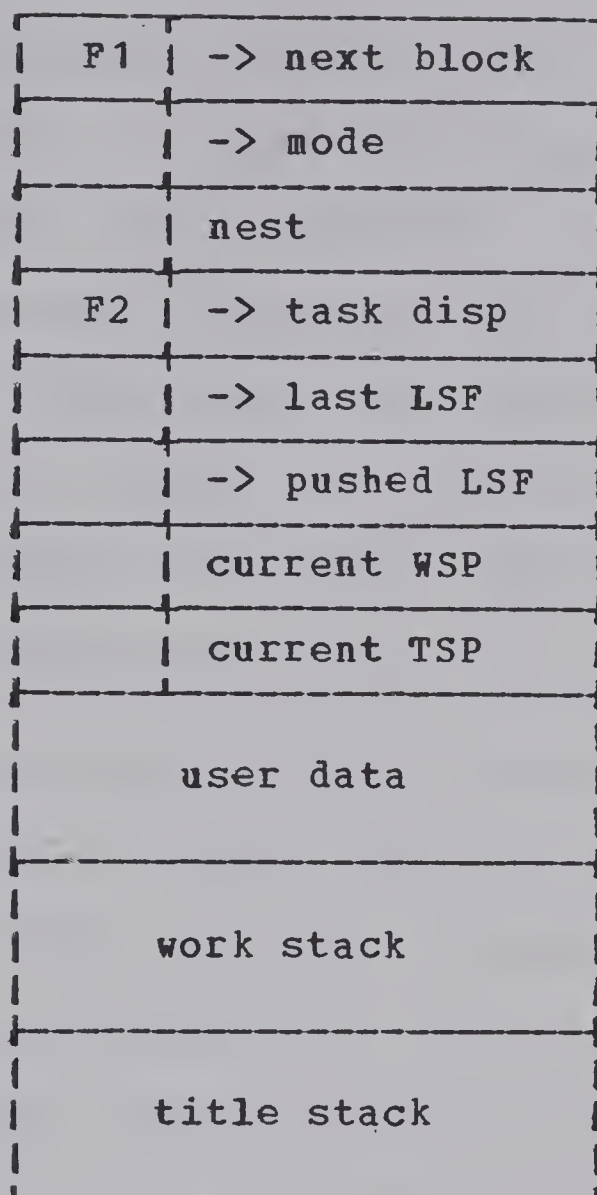 F1 -> next block
-> mode
nest
F2 -> task disp
-> last LSF
-> pushed LSF
current WSP
current TSP
user data
work stack
title stack